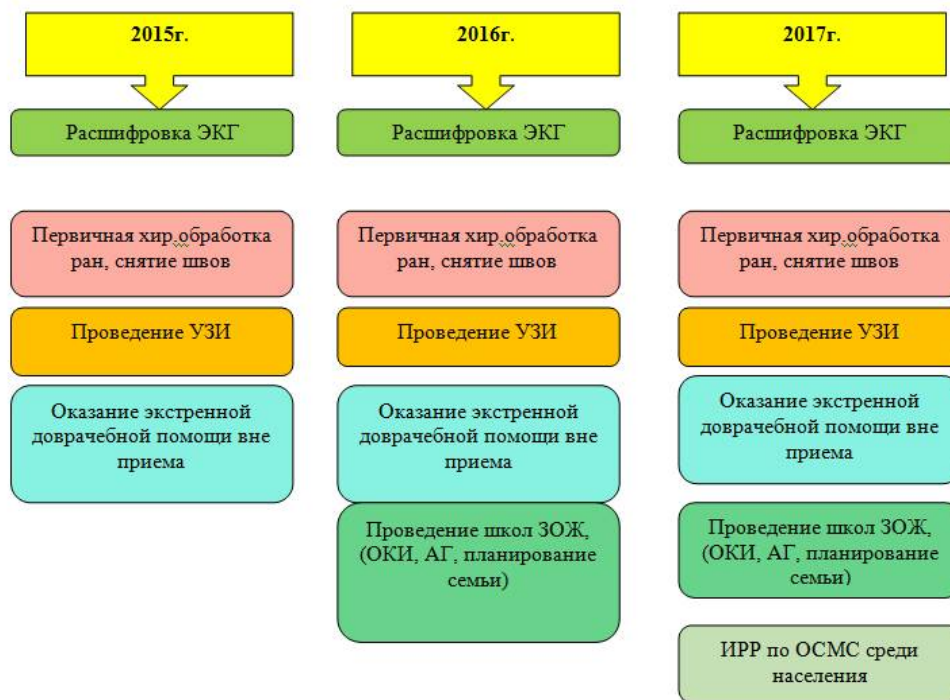 2015г.
Расшифровка ЭКГ
Первичная хир.обработка
ран, снятие швов
Проведение УЗИ
Оказание экстренной
доврачебной помощи вне
приема
2016г.
Расшифровка ЭКГ
Первичная хир.обработка
ран, снятие швов
Проведение УЗИ
Оказание экстренной
доврачебной помощи вне
приема
Проведение школ ЗОЖ,
(ОКИ, АГ, планирование
семьи)
2017г.
Расшифровка ЭКГ
Первичная хир.обработка
ран, снятие швов
Проведение УЗИ
Оказание экстренной
доврачебной помощи вне
приема
Проведение школ ЗОЖ,
(ОКИ, АГ, планирование
семьи)
ИРР по ОСМС среди
населения